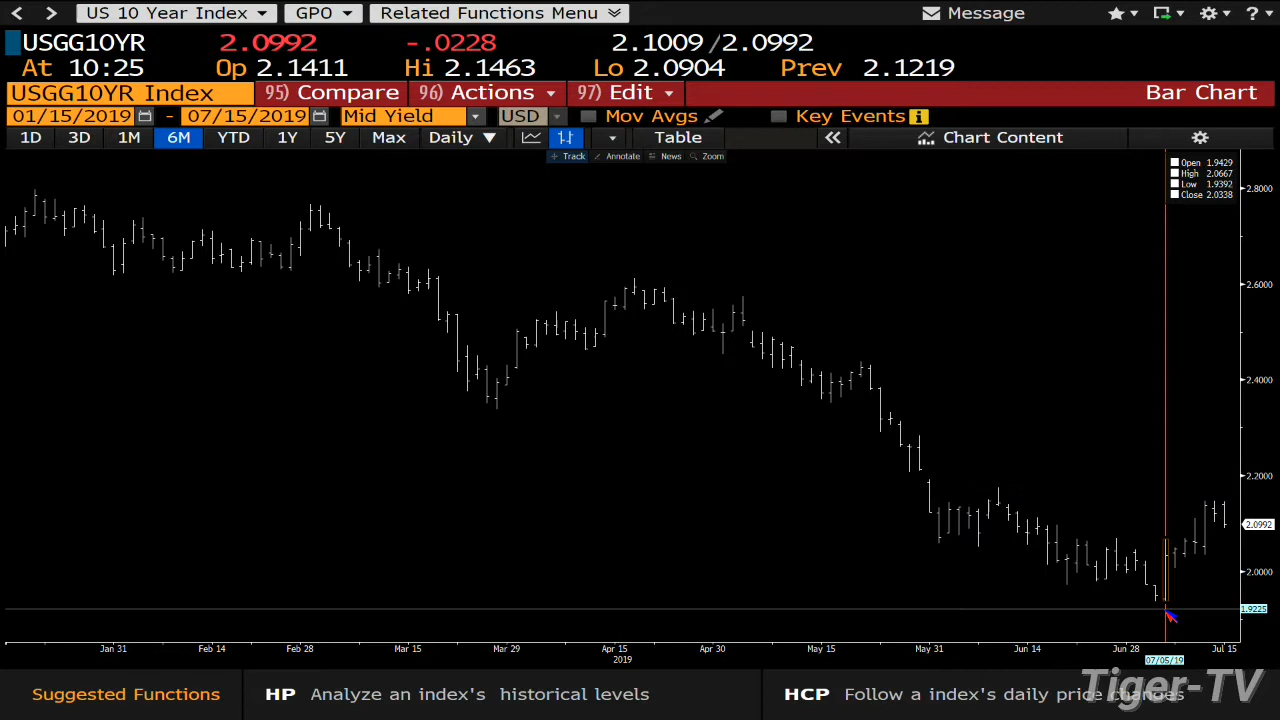 US 10 Year Index GPO Related Functions Menu Message ?
USGG10YR 2.0992 -.0228 2.1009/2.0992
At 10:25 Op 2.1411 Hi 2.1463 Lo 2.0904 Prev 2.1219
USGG10YR Index 95) Compare 96) Actions 97) Edit Bar Chart
01/15/2019 - 07/15/2019 Mid Yield USD Mov Avgs Key Events i
1D 3D 1M 6M YTD 1Y 5Y Max Daily Table Chart Content
Track Annotate News Zoom
Open 1.9429
High 2.0667
Low 1.9392
Close 2.0338
2.8000
2.6000
2.4000
2.2000
2.0992
2.0000
1.9225
Jan 31 Feb 14 Feb 28 Mar 15 Mar 29 Apr 15 Apr 30 May 15 May 31 Jun 14 Jun 28 Jul 15
2019
07/05/19
Suggested Functions HP Analyze an index's historical levels HCP Follow a index's daily price changes
Tiger-TV